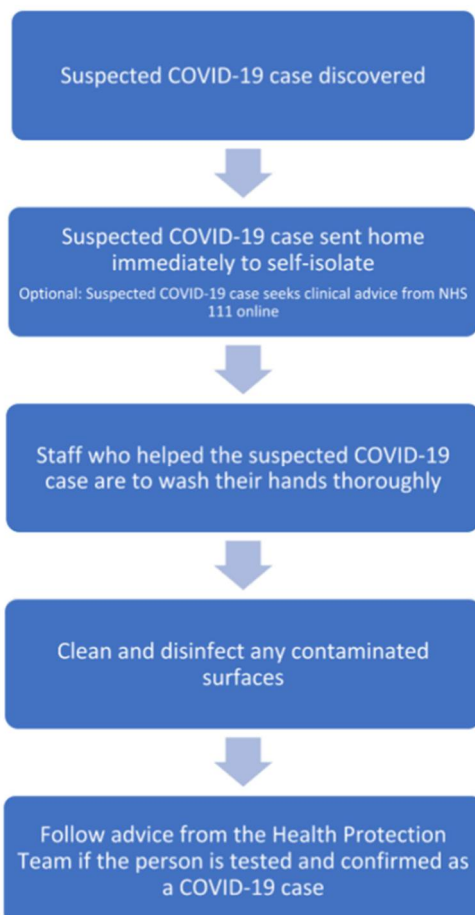 Suspected COVID-19 case discovered
Suspected COVID-19 case sent home
immediately to self-isolate
Optional: Suspected COVID-19 case seeks clinical advice from NHS
111 online
Staff who helped the suspected COVID-19
case are to wash their hands thoroughly
Clean and disinfect any contaminated
surfaces
Follow advice from the Health Protection
Team if the person is tested and confirmed as
a COVID-19 case